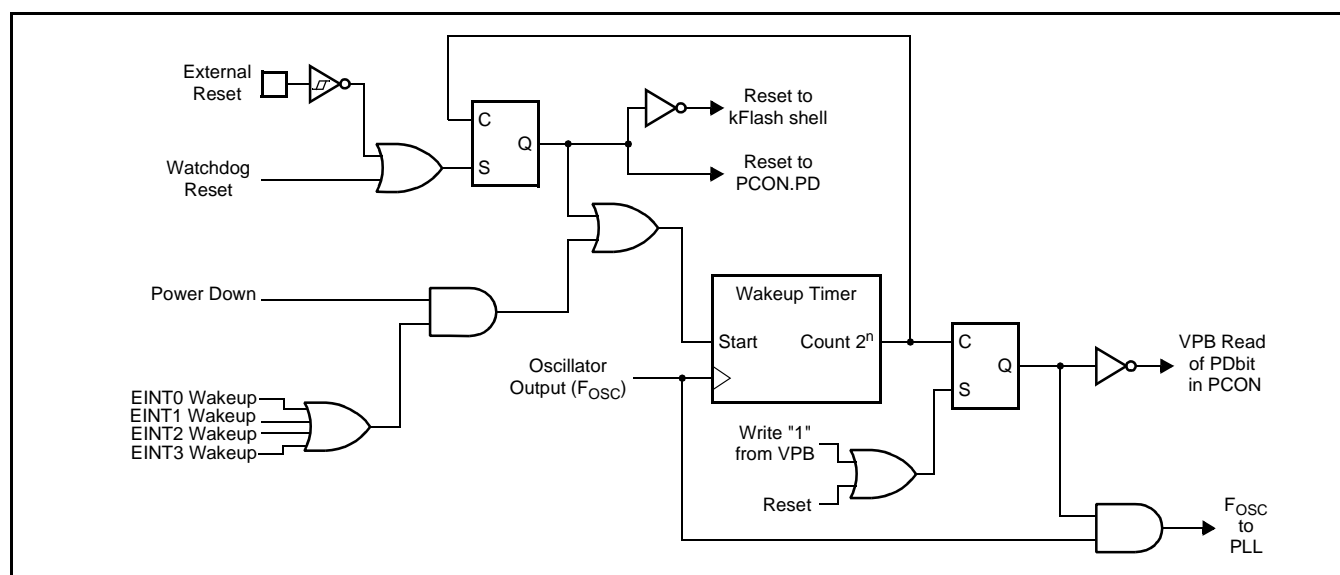 External
Reset
Watchdog
Reset
C
Q
S
Reset to
kFlash shell
Reset to
PCON.PD
Power Down
EINT0 Wakeup
EINT1 Wakeup
EINT2 Wakeup
EINT3 Wakeup
Wakeup Timer
Start
Count 2ⁿ
Oscillator
Output (FOSC)
C
Q
S
VPB Read
of PDbit
in PCON
Write "1"
from VPB
Reset
FOSC
to
PLL